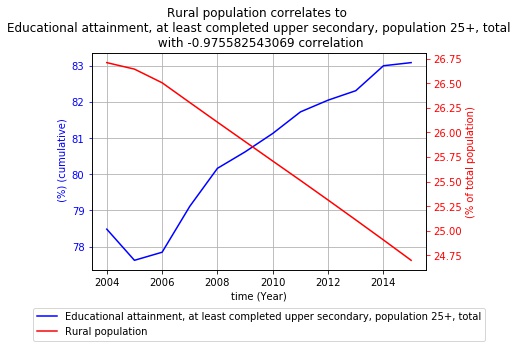 Rural population correlates to
Educational attainment, at least completed upper secondary, population 25+, total
with -0.975582543069 correlation
83
82
81
80
79
78
(%) (cumulative)
26.75
26.50
26.25
26.00
25.75
25.50
25.25
25.00
24.75
(% of total population)
2004 2006 2008 2010 2012 2014
time (Year)
Educational attainment, at least completed upper secondary, population 25+, total
Rural population